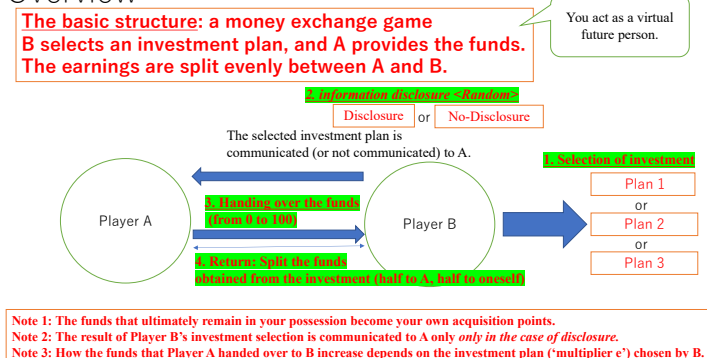 Overview
The basic structure: a money exchange game
B selects an investment plan, and A provides the funds.
The earnings are split evenly between A and B.
You act as a virtual
future person.
2. information disclosure <Random>
Disclosure or No-Disclosure
The selected investment plan is
communicated (or not communicated) to A.
1. Selection of investment
Plan 1
or
Plan 2
or
Plan 3
3. Handing over the funds
(from 0 to 100)
Player A
Player B
4. Return: Split the funds
obtained from the investment (half to A, half to oneself)
Note 1: The funds that ultimately remain in your possession become your own acquisition points.
Note 2: The result of Player B's investment selection is communicated to A only only in the case of disclosure.
Note 3: How the funds that Player A handed over to B increase depends on the investment plan ('multiplier e') chosen by B.